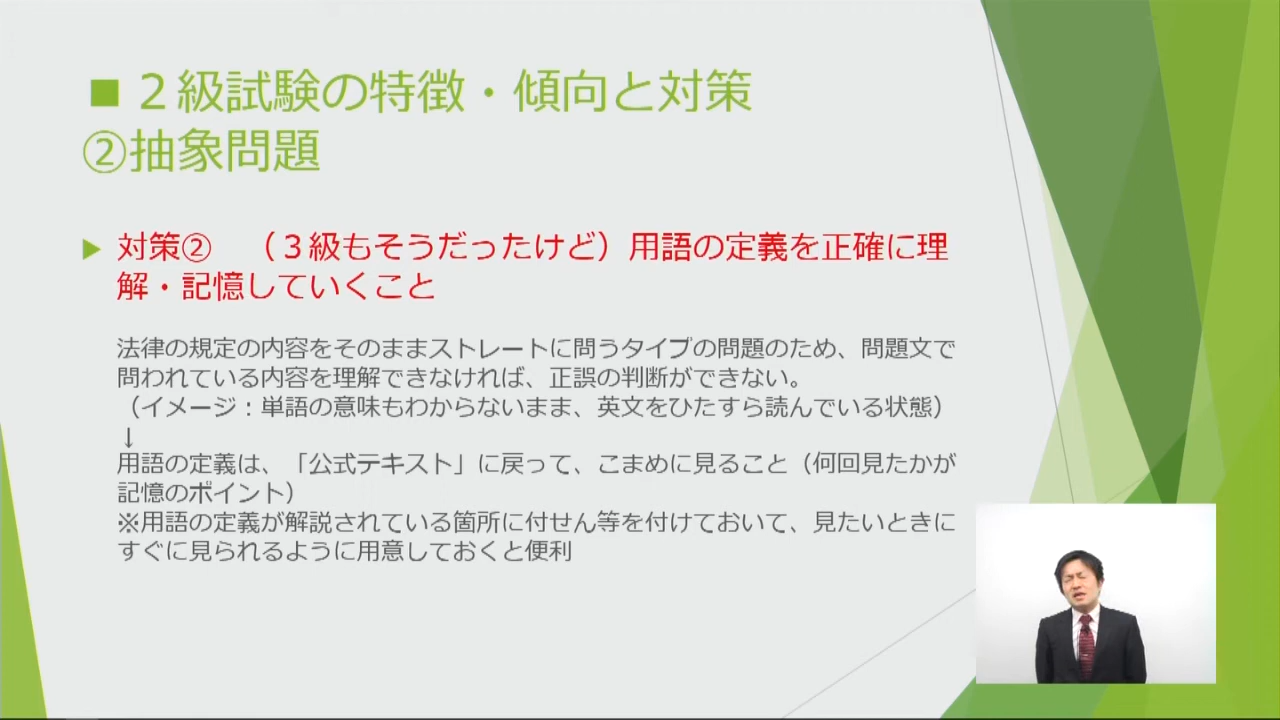 ■２級試験の特徴・傾向と対策
②抽象問題
対策②　（３級もそうだったけど）用語の定義を正確に理
解・記憶していくこと
法律の規定の内容をそのままストレートに問うタイプの問題のため、問題文で
問われている内容を理解できなければ、正誤の判断ができない。
（イメージ：単語の意味もわからないまま、英文をひたすら読んでいる状態）
↓
用語の定義は、「公式テキスト」に戻って、こまめに見ること（何回見たかが
記憶のポイント）
※用語の定義が解説されている箇所に付せん等を付けておいて、見たいときに
すぐに見られるように用意しておくと便利